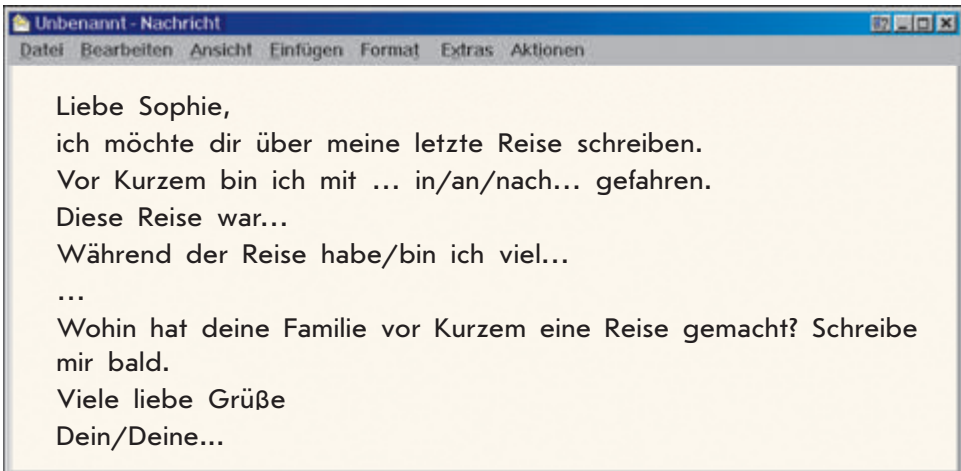 Unbenannt - Nachricht
Datei Bearbeiten Ansicht Einfügen Format Extras Aktionen
Liebe Sophie,
ich möchte dir über meine letzte Reise schreiben.
Vor Kurzem bin ich mit ... in/an/nach... gefahren.
Diese Reise war...
Während der Reise habe/bin ich viel...
...
Wohin hat deine Familie vor Kurzem eine Reise gemacht? Schreibe
mir bald.
Viele liebe Grüße
Dein/Deine...